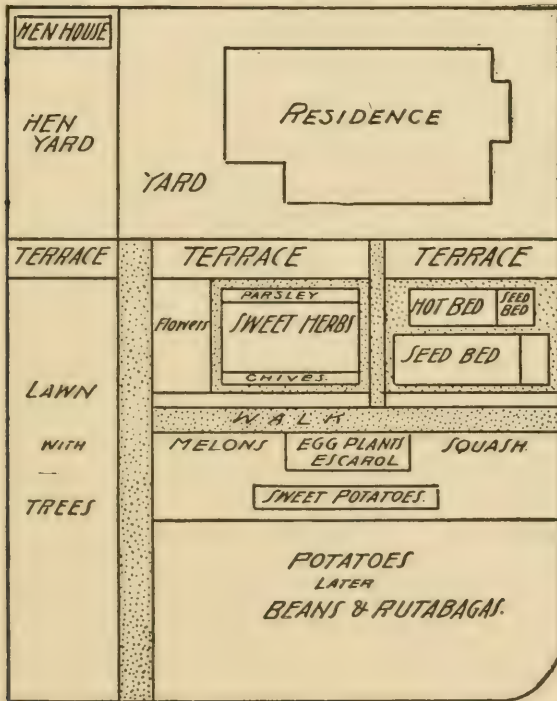 HEN HOUSE
HEN
YARD
RESIDENCE
YARD
TERRACE
TERRACE
TERRACE
Flowers
PARSLEY
SWEET HERBS
CHIVES.
HOT BED
SEED
BED
SEED BED
LAWN
WITH
TREES
WALK
MELONS
EGG PLANTS
ESCAROL
SQUASH.
SWEET POTATOES.
POTATOES
LATER
BEANS & RUTABAGAS.